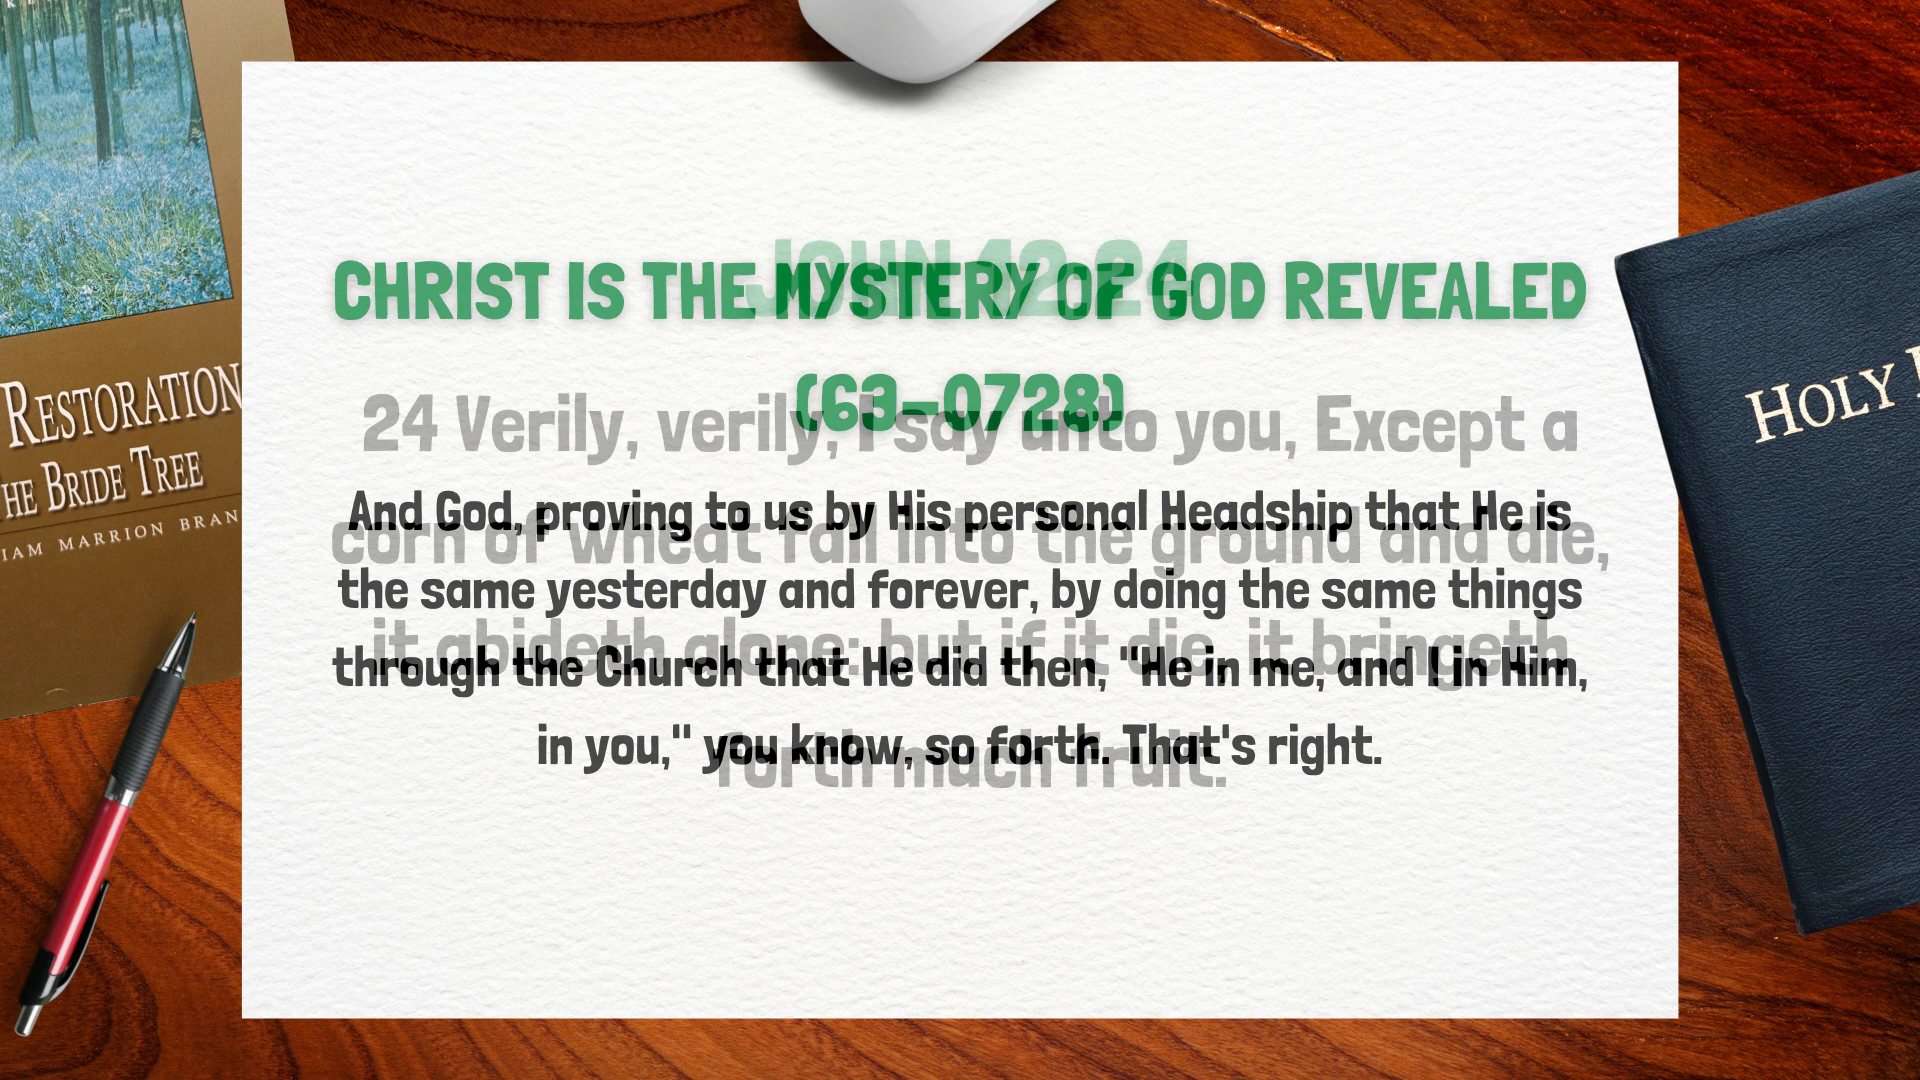 RESTORATION
HE BRIDE TREE
IAM MARRION BRAN
HOLY
JOHN 12:24
24 Verily, verily, I say unto you, Except a
corn of wheat fall into the ground and die,
it abideth alone: but if it die, it bringeth
forth much fruit.
CHRIST IS THE MYSTERY OF GOD REVEALED
(63-0728)
And God, proving to us by His personal Headship that He is
the same yesterday and forever, by doing the same things
through the Church that He did then, "He in me, and I in Him,
in you," you know, so forth. That's right.